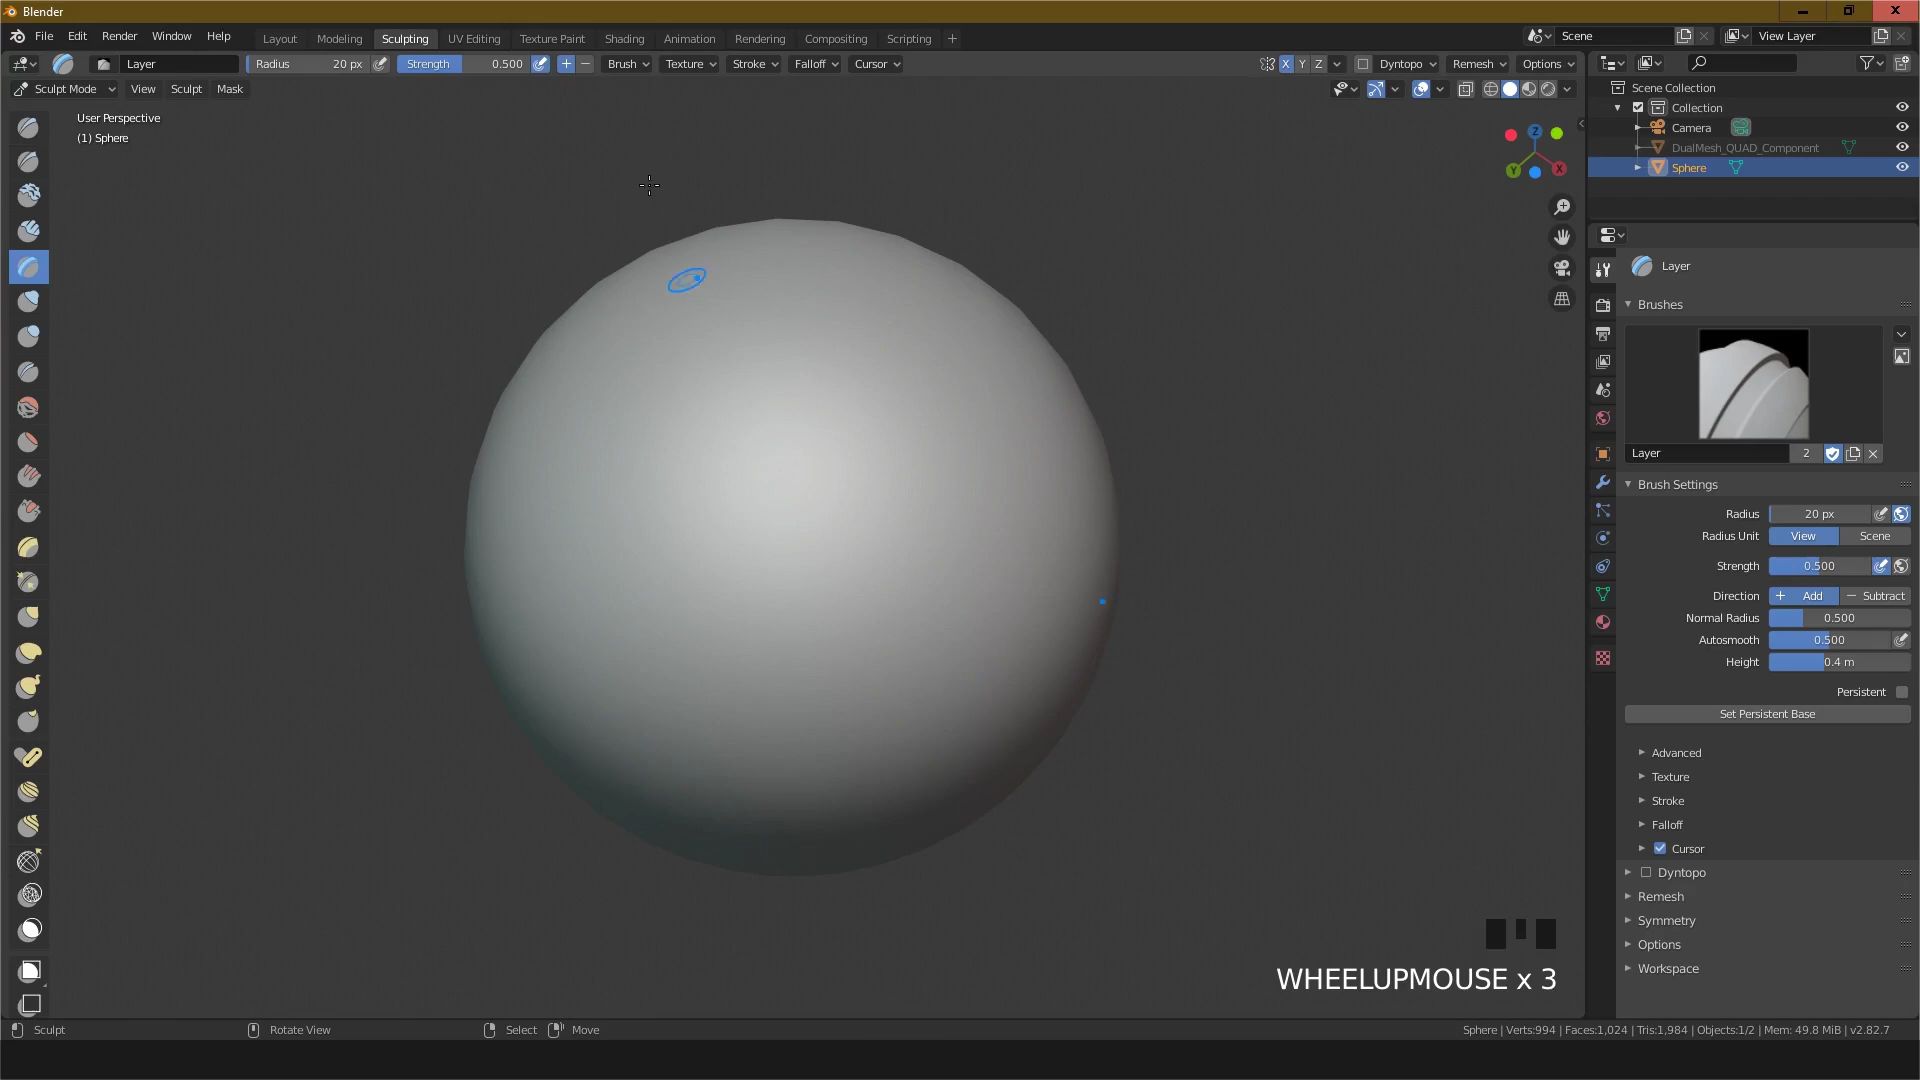 Blender
File Edit Render Window Help Layout Modeling Sculpting UV Editing Texture Paint Shading Animation Rendering Compositing Scripting + Scene View Layer
Layer Radius 20 px Strength 0.500 + − Brush Texture Stroke Falloff Cursor X Y Z Dyntopo Remesh Options
Sculpt Mode View Sculpt Mask
User Perspective
(1) Sphere
Z
Y X
Scene Collection
Collection
Camera
DualMesh_QUAD_Component
Sphere
Layer
Brushes
Layer 2
Brush Settings
Radius 20 px
Radius Unit View Scene
Strength 0.500
Direction + Add − Subtract
Normal Radius 0.500
Autosmooth 0.500
Height 0.4 m
Persistent
Set Persistent Base
Advanced
Texture
Stroke
Falloff
Cursor
Dyntopo
Remesh
Symmetry
Options
Workspace
WHEELUPMOUSE x 3
Sculpt Rotate View Select Move Sphere | Verts:994 | Faces:1,024 | Tris:1,984 | Objects:1/2 | Mem: 49.8 MiB | v2.82.7